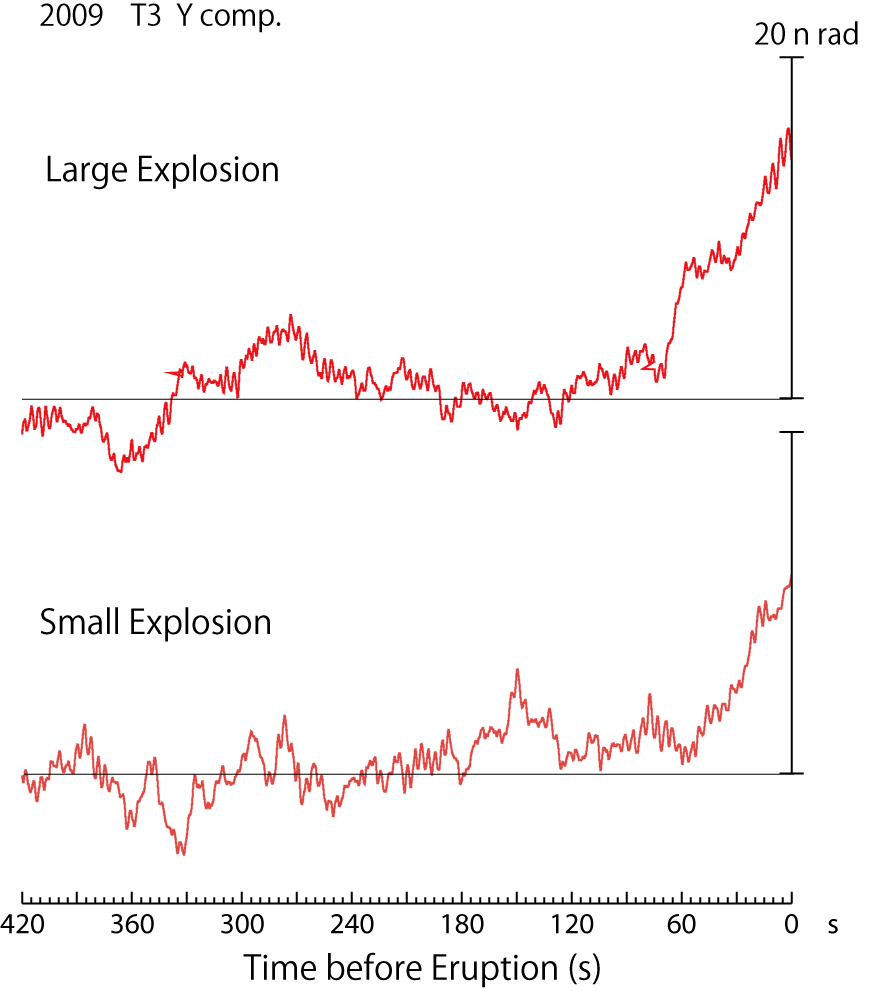 2009 T3 Y comp.
20 n rad
Large Explosion
Small Explosion
420 360 300 240 180 120 60 0 s
Time before Eruption (s)